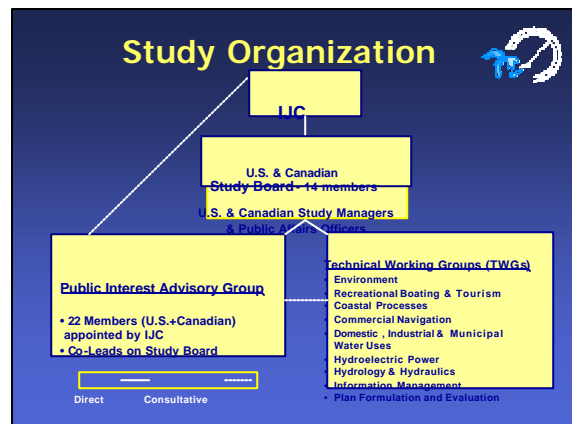 Study Organization
IJC
U.S. & Canadian
Study Board - 14 members
U.S. & Canadian Study Managers
& Public Affairs Officers
Public Interest Advisory Group
• 22 Members (U.S.+Canadian)
appointed by IJC
• Co-Leads on Study Board
Technical Working Groups (TWGs)
• Environment
• Recreational Boating & Tourism
• Coastal Processes
• Commercial Navigation
• Domestic , Industrial & Municipal
Water Uses
• Hydroelectric Power
• Hydrology & Hydraulics
• Information Management
• Plan Formulation and Evaluation
Direct Consultative